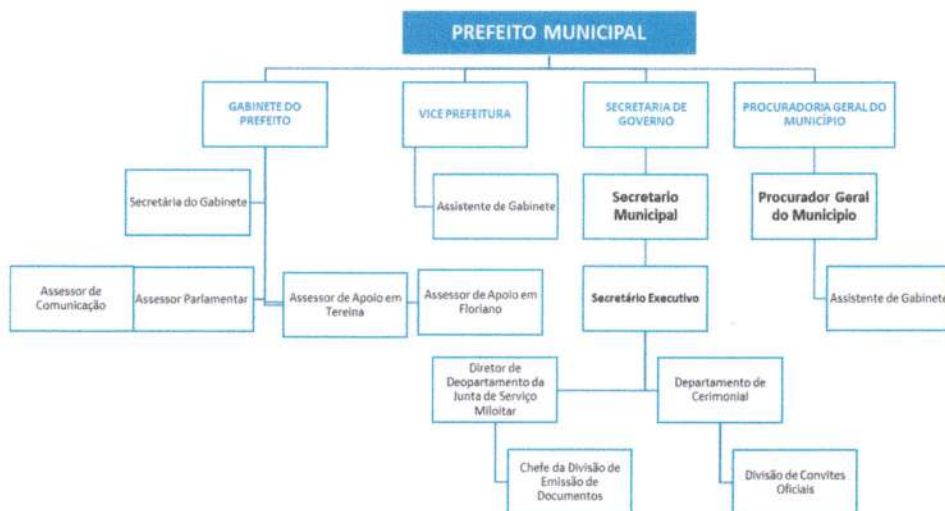 PREFEITO MUNICIPAL
GABINETE DO
PREFEITO
VICE PREFEITURA
SECRETARIA DE
GOVERNO
PROCURADORIA GERAL DO
MUNICÍPIO
Secretária do Gabinete
Assistente de Gabinete
Secretario
Municipal
Procurador Geral
do Municipio
Assessor de
Comunicação
Assessor Parlamentar
Assessor de Apoio em
Tereina
Assessor de Apoio em
Floriano
Secretário Executivo
Assistente de Gabinete
Diretor de
Deopartamento da
Junta de Serviço
Miloitar
Departamento de
Cerimonial
Chefe da Divisão de
Emissão de
Documentos
Divisão de Convites
Oficiais